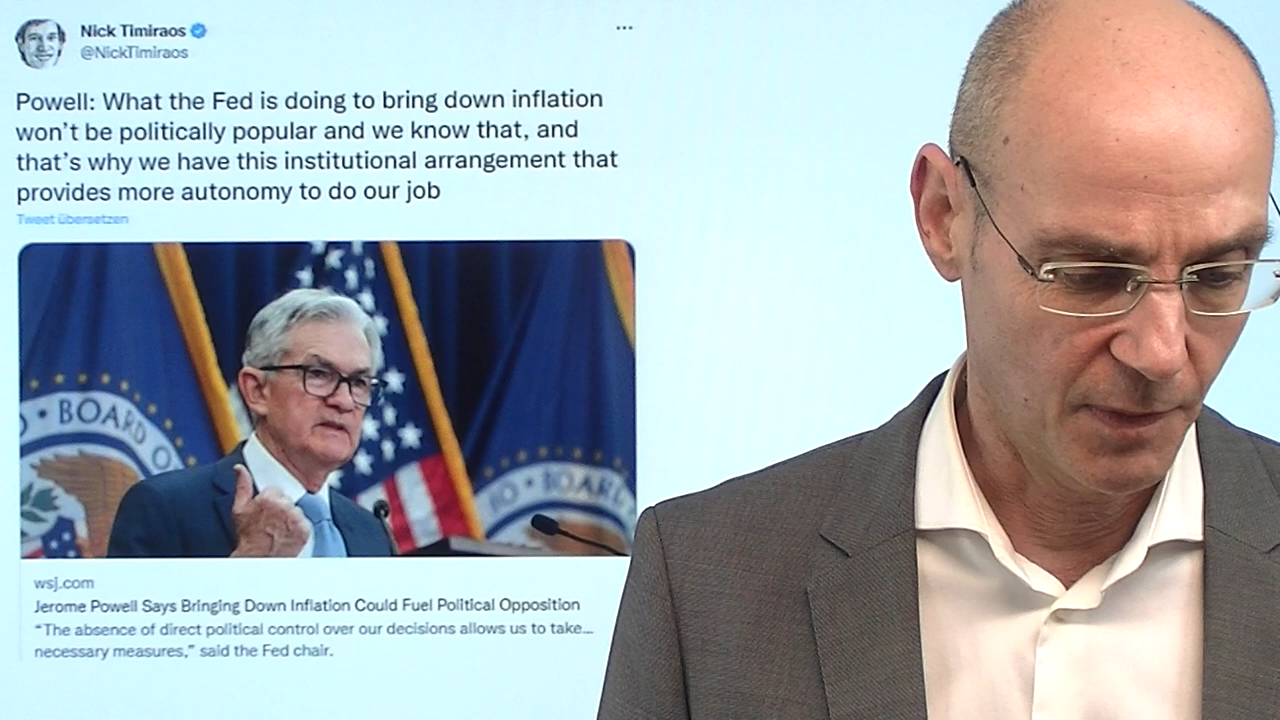 Nick Timiraos
@NickTimiraos
Powell: What the Fed is doing to bring down inflation
won't be politically popular and we know that, and
that's why we have this institutional arrangement that
provides more autonomy to do our job
Tweet übersetzen
BOARD O
BOAR
wsj.com
Jerome Powell Says Bringing Down Inflation Could Fuel Political Opposition
“The absence of direct political control over our decisions allows us to take...
necessary measures,” said the Fed chair.